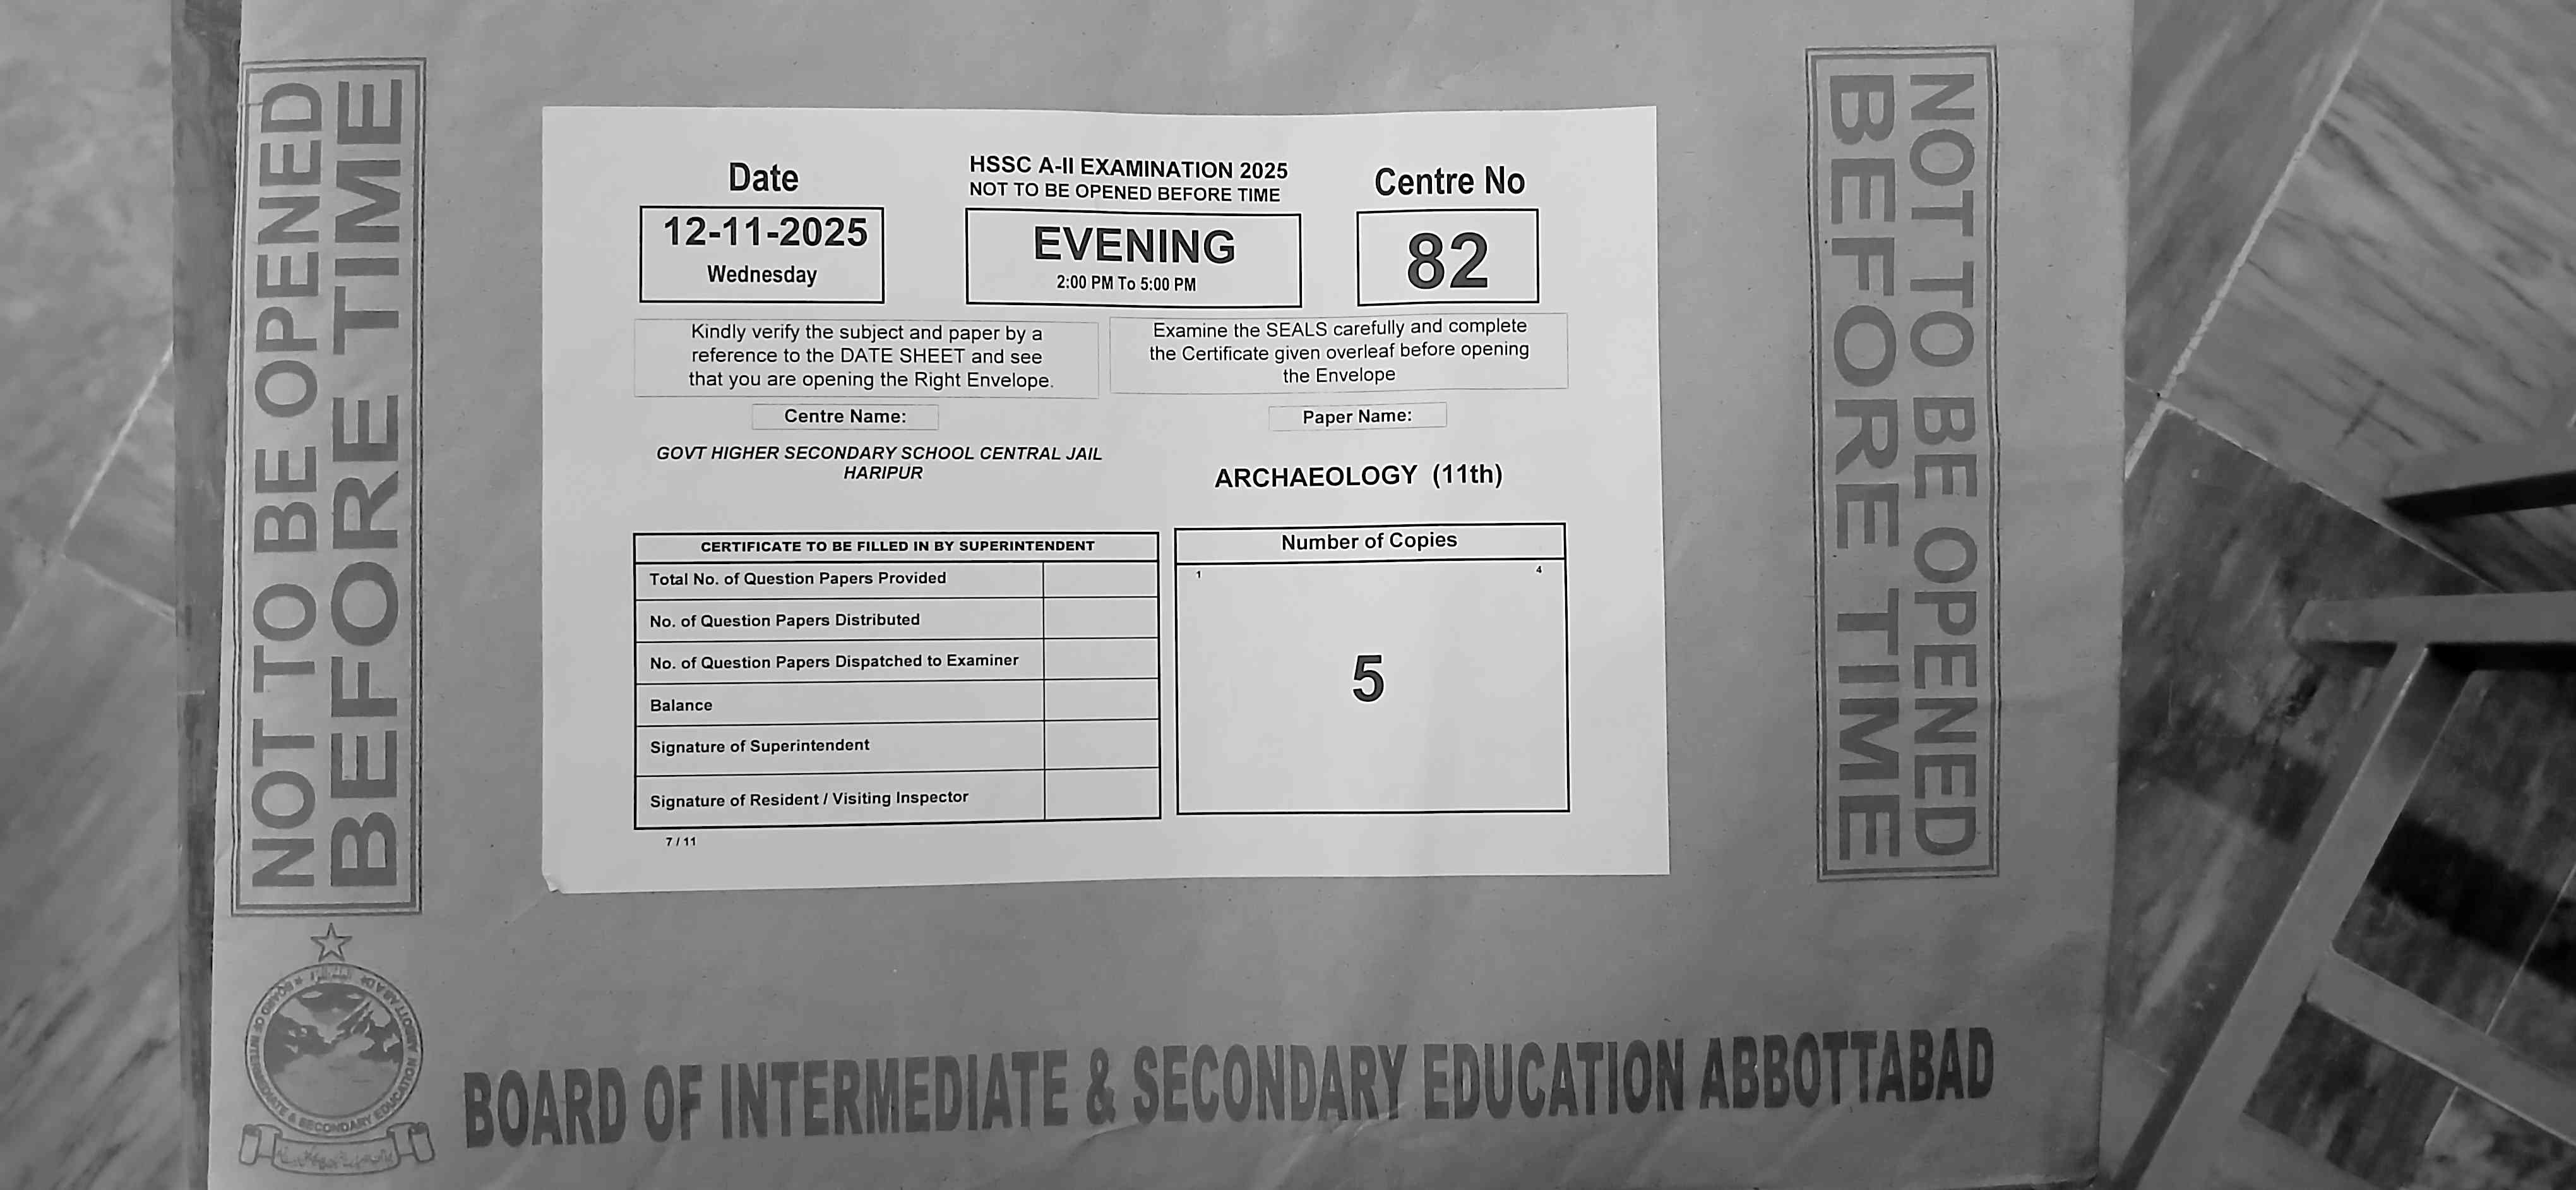 NOT TO BE OPENED
BEFORE TIME
Date
12-11-2025
Wednesday
HSSC A-II EXAMINATION 2025
NOT TO BE OPENED BEFORE TIME
EVENING
2:00 PM To 5:00 PM
Centre No
82
Kindly verify the subject and paper by a
reference to the DATE SHEET and see
that you are opening the Right Envelope.
Examine the SEALS carefully and complete
the Certificate given overleaf before opening
the Envelope
Centre Name:
GOVT HIGHER SECONDARY SCHOOL CENTRAL JAIL
HARIPUR
Paper Name:
ARCHAEOLOGY (11th)
CERTIFICATE TO BE FILLED IN BY SUPERINTENDENT
Total No. of Question Papers Provided
No. of Question Papers Distributed
No. of Question Papers Dispatched to Examiner
Balance
Signature of Superintendent
Signature of Resident / Visiting Inspector
7 / 11
Number of Copies
1 4
5
NOT TO BE OPENED
BEFORE TIME
BOARD OF INTERMEDIATE & SECONDARY EDUCATION ABBOTTABAD
BOARD OF INTERMEDIATE & SECONDARY EDUCATION ABBOTTABAD